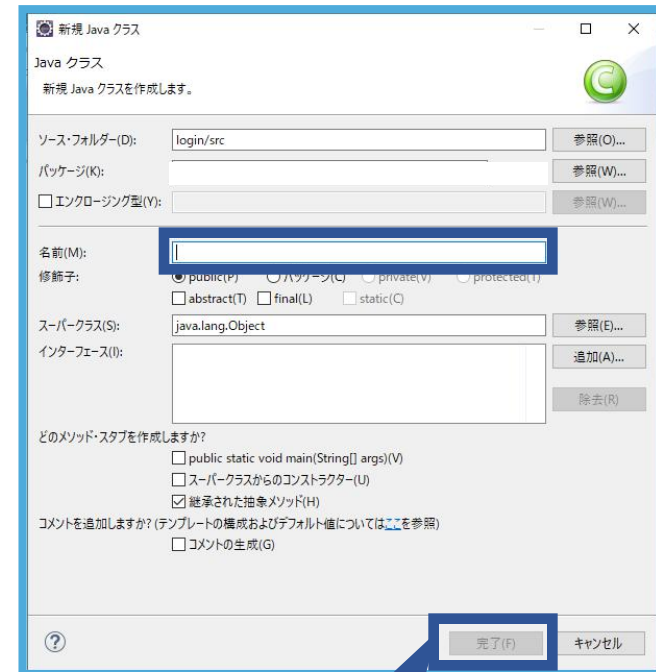 新規 Java クラス
Java クラス
新規 Java クラスを作成します。
ソース・フォルダー(D): login/src 参照(O)...
パッケージ(K): 参照(W)...
エンクロージング型(Y): 参照(W)...
名前(M):
修飾子: public(P) パッケージ(C) private(V) protected(T)
abstract(T) final(L) static(C)
スーパークラス(S): java.lang.Object 参照(E)...
インターフェース(I): 追加(A)...
除去(R)
どのメソッド・スタブを作成しますか?
public static void main(String[] args)(V)
スーパークラスからのコンストラクター(U)
継承された抽象メソッド(H)
コメントを追加しますか? (テンプレートの構成およびデフォルト値についてはここを参照)
コメントの生成(G)
完了(F) キャンセル